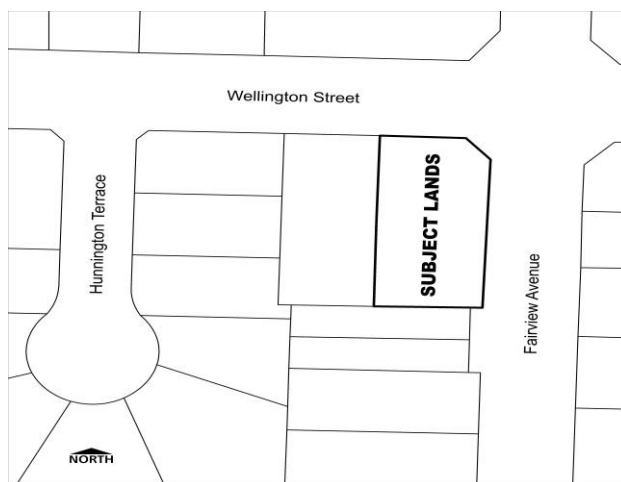 Wellington Street
Hunnington Terrace
SUBJECT LANDS
Fairview Avenue
NORTH